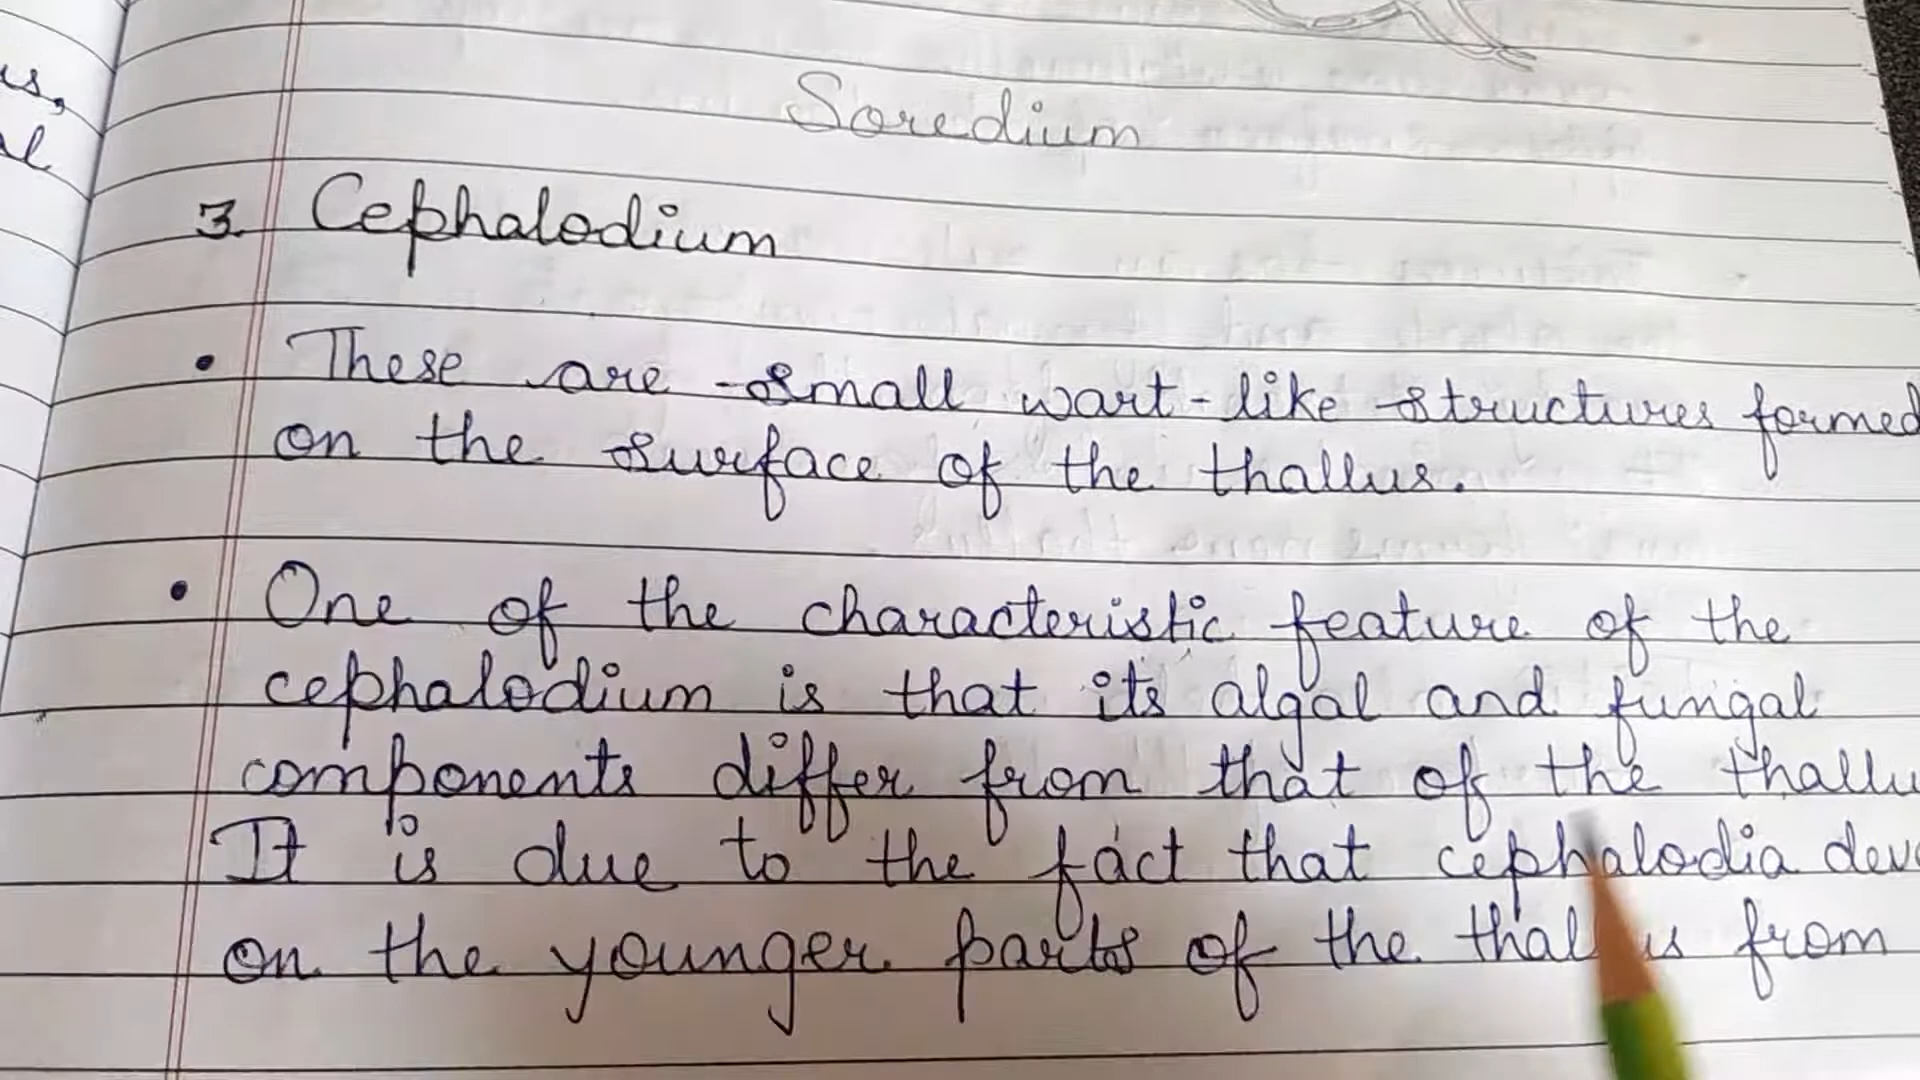 Soredium
3. Cephalodium
• These are small wart-like structures formed
on the surface of the thallus.
• One of the characteristic feature of the
cephalodium is that its algal and fungal
components differ from that of the thallu
It is due to the fact that cephalodia deve
on the younger parts of the thallus from